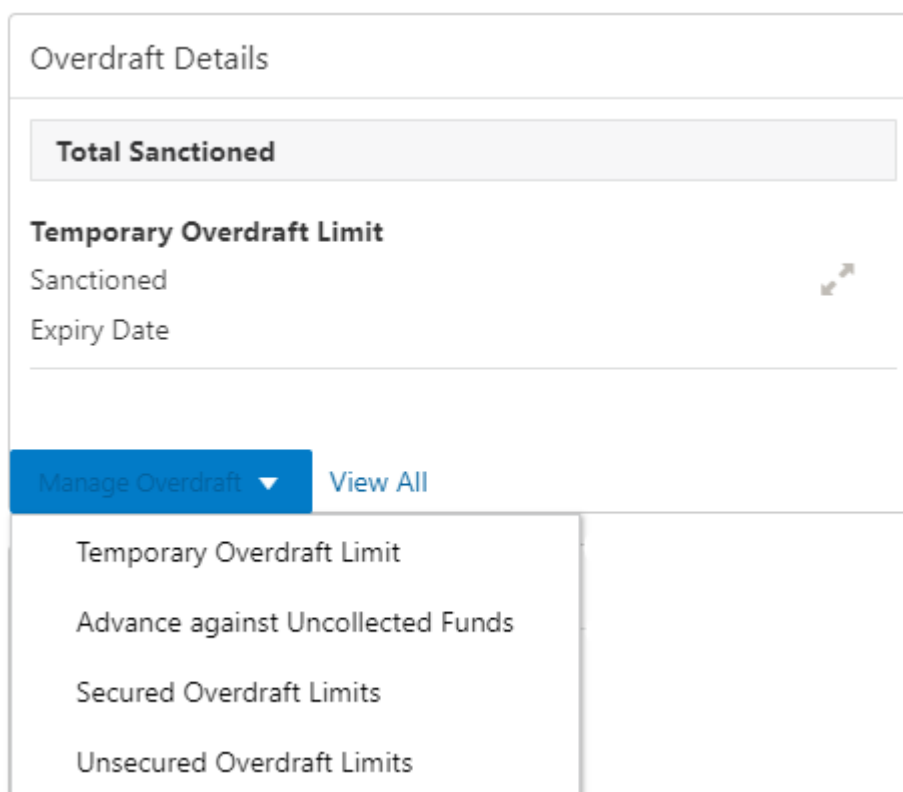 Overdraft Details
Total Sanctioned
Temporary Overdraft Limit
Sanctioned
Expiry Date
Manage Overdraft View All
Temporary Overdraft Limit
Advance against Uncollected Funds
Secured Overdraft Limits
Unsecured Overdraft Limits